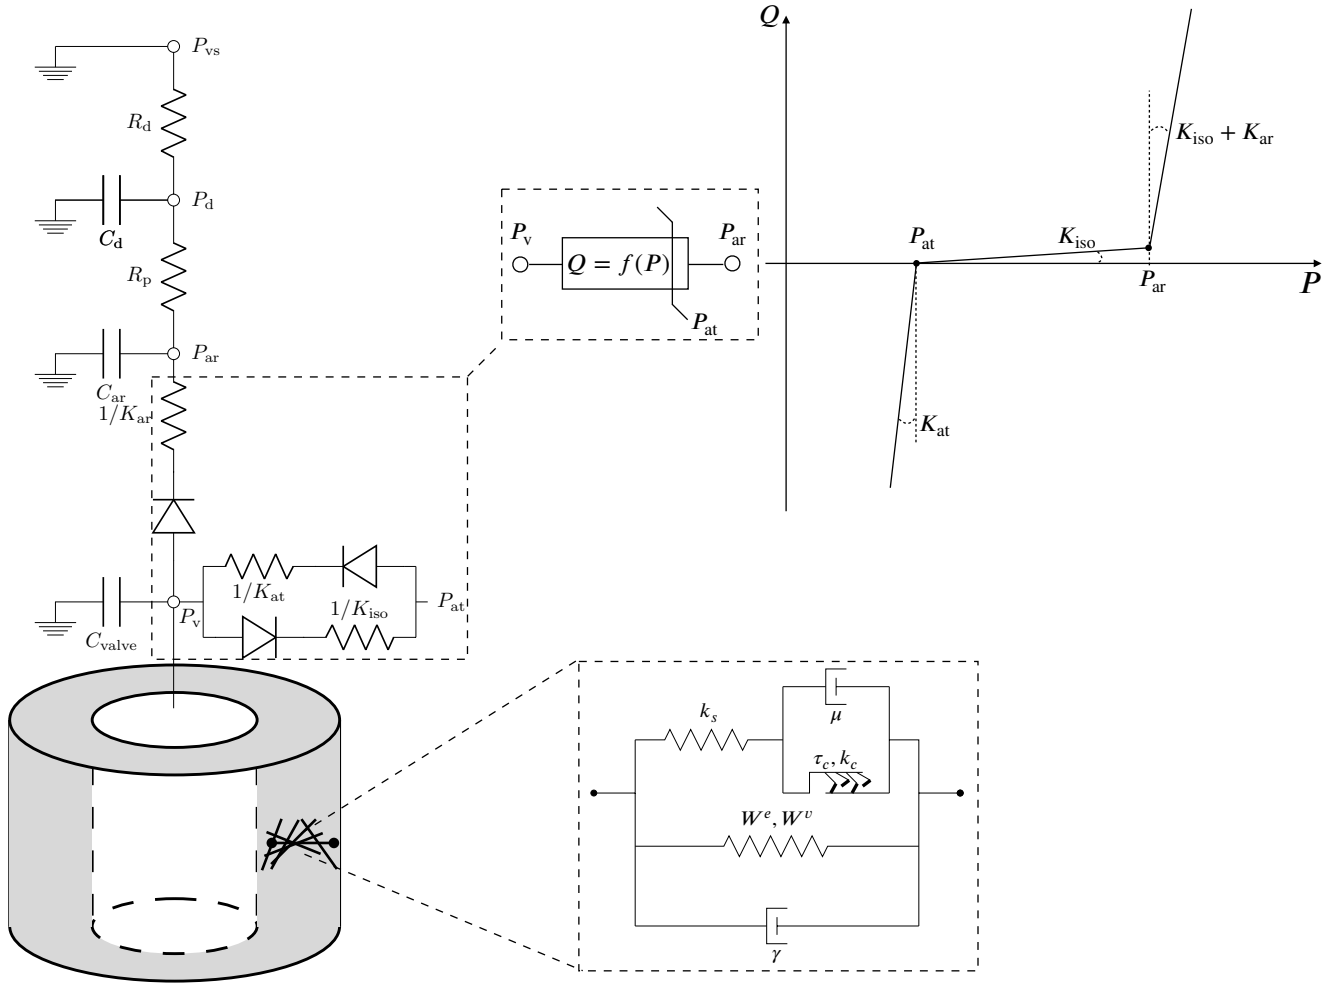 P_vs
R_d
P_d
C_d
R_p
P_ar
C_ar
1/K_ar
1/K_at
1/K_iso
P_at
P_v
C_valve
P_v
Q = f(P)
P_ar
P_at
Q
K_iso + K_ar
P_at
K_iso
P_ar
P
K_at
k_s
μ
τ_c, k_c
W^e, W^v
γ